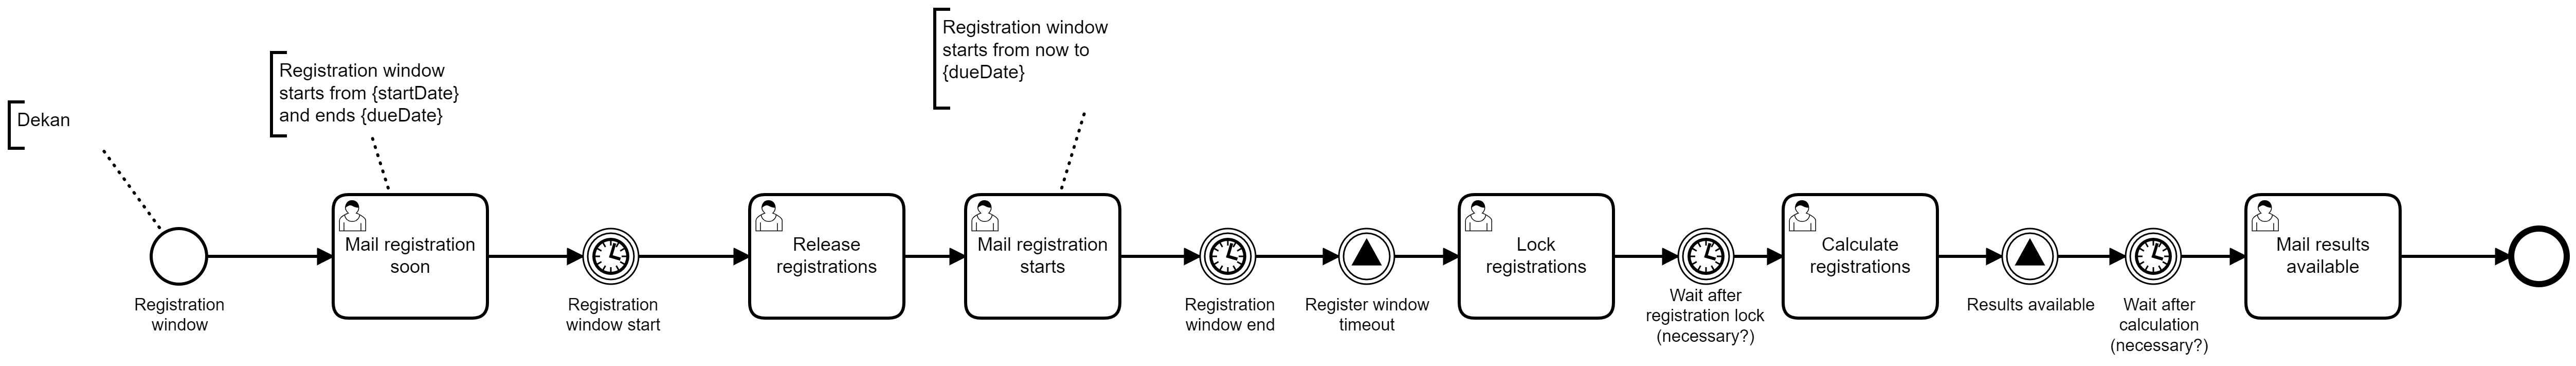 Registration window
starts from now to
{dueDate}
Registration window
starts from {startDate}
and ends {dueDate}
Dekan
Registration
window
Mail registration
soon
Registration
window start
Release
registrations
Mail registration
starts
Registration
window end
Register window
timeout
Lock
registrations
Wait after
registration lock
(necessary?)
Calculate
registrations
Results available
Wait after
calculation
(necessary?)
Mail results
available